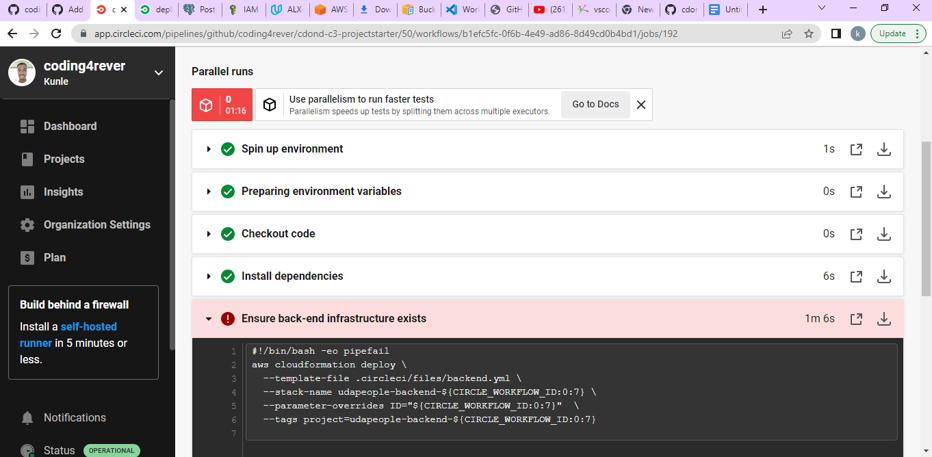 codi
Add
c
depl
Post
IAM
ALX
AWS
Dow
Buck
Wor
GitH
(261
vscc
New
cdor
Unti
app.circleci.com/pipelines/github/coding4rever/cdond-c3-projectstarter/50/workflows/b1efc5fc-0f6b-4e49-ad86-8d49cd0b4bd1/jobs/192
k
Update
coding4rever
Kunle
Dashboard
Projects
Insights
Organization Settings
Plan
Build behind a firewall
Install a self-hosted
runner in 5 minutes or
less.
Notifications
Status OPERATIONAL
Parallel runs
0
01:16
Use parallelism to run faster tests
Parallelism speeds up tests by splitting them across multiple executors.
Go to Docs
Spin up environment 1s
Preparing environment variables 0s
Checkout code 0s
Install dependencies 6s
Ensure back-end infrastructure exists 1m 6s
1 #!/bin/bash -eo pipefail
2 aws cloudformation deploy \
3 --template-file .circleci/files/backend.yml \
4 --stack-name udapeople-backend-${CIRCLE_WORKFLOW_ID:0:7} \
5 --parameter-overrides ID="${CIRCLE_WORKFLOW_ID:0:7}" \
6 --tags project=udapeople-backend-${CIRCLE_WORKFLOW_ID:0:7}
7